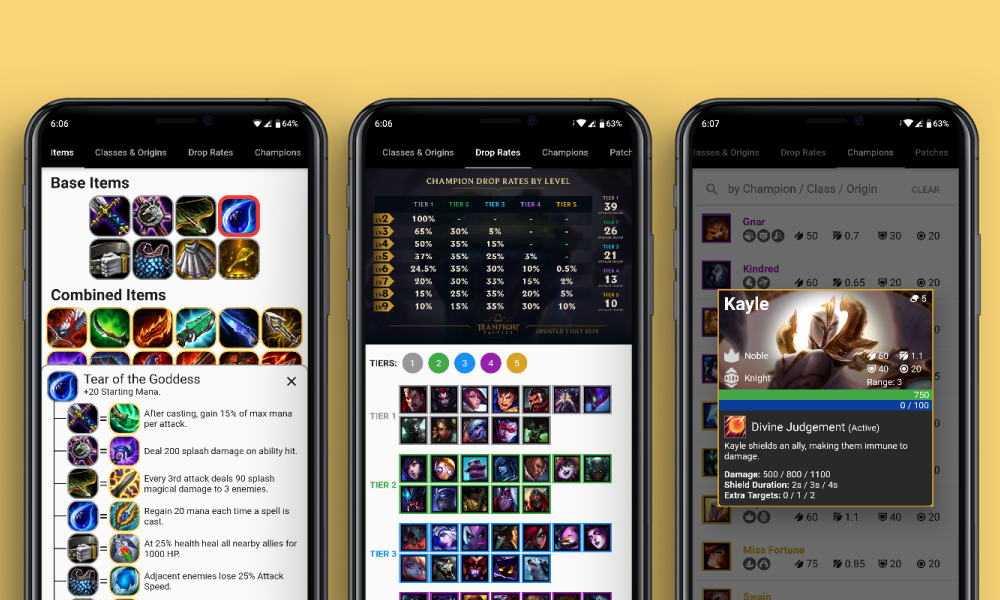 6:06
64%
Items
Classes & Origins
Drop Rates
Champions
Base Items
Combined Items
Tear of the Goddess
+20 Starting Mana.
After casting, gain 15% of max mana
per attack.
Deal 200 splash damage on ability hit.
Every 3rd attack deals 90 splash
magical damage to 3 enemies.
Regain 20 mana each time a spell is
cast.
At 25% health heal all nearby allies for
1000 HP.
Adjacent enemies lose 25% Attack
Speed.
6:06
63%
Classes & Origins
Drop Rates
Champions
Patch
CHAMPION DROP RATES BY LEVEL
TIER 1 TIER 2 TIER 3 TIER 4 TIER 5
LV2 100% - - - -
LV3 65% 30% 5% - -
LV4 50% 35% 15% - -
LV5 37% 35% 25% 3% -
LV6 24.5% 35% 30% 10% 0.5%
LV7 20% 30% 33% 15% 2%
LV8 15% 25% 35% 20% 5%
LV9 10% 15% 35% 30% 10%
TIER 1
39
TIER 2
26
TIER 3
21
TIER 4
13
TIER 5
10
TEAMFIGHT
TACTICS
UPDATED 1 JULY 2019
TIERS: 1 2 3 4 5
TIER 1
TIER 2
TIER 3
6:07
63%
lasses & Origins
Drop Rates
Champions
Patches
by Champion / Class / Origin
CLEAR
Gnar
50 0.7 30 20
Kindred
60 0.65 20 20
Kayle
5
Noble
Knight
60 1.1
40 20
Range: 3
750
0 / 100
Divine Judgement (Active)
Kayle shields an ally, making them immune to
damage.
Damage: 500 / 800 / 1100
Shield Duration: 2s / 3s / 4s
Extra Targets: 0 / 1 / 2
60 1.1 40 20
Miss Fortune
75 0.85 20 20
Swain